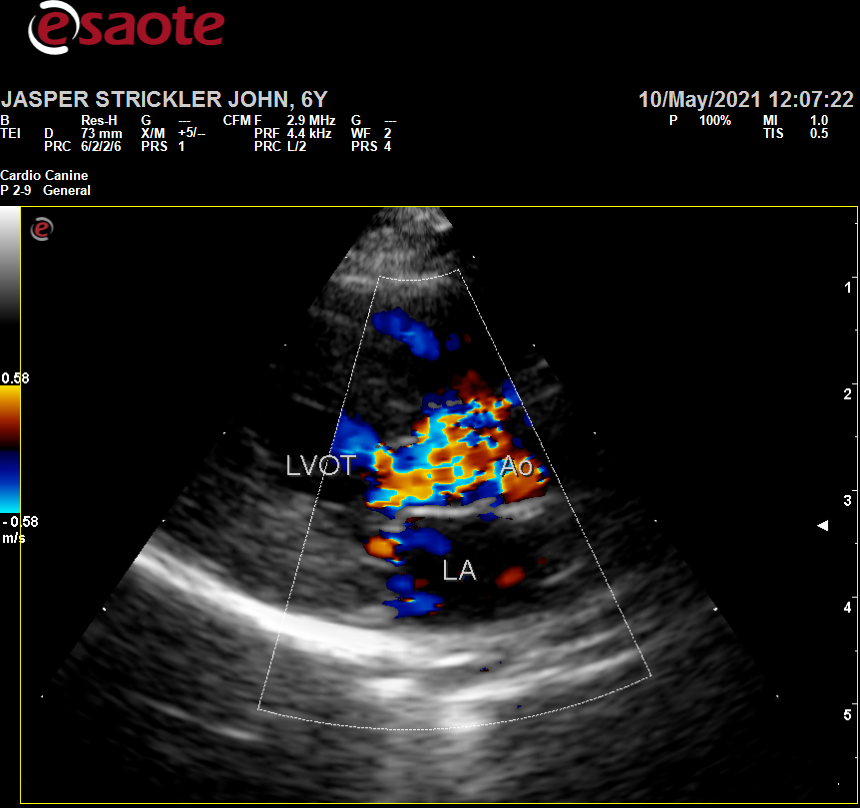 esaote
JASPER STRICKLER JOHN, 6Y 10/May/2021 12:07:22
B Res-H G --- CFM F 2.9 MHz G --- P 100% MI 1.0
TEI D 73 mm X/M +5/-- PRF 4.4 kHz WF 2 TIS 0.5
PRC 6/2/2/6 PRS 1 PRC L/2 PRS 4
Cardio Canine
P 2-9 General
e
1
0.58
2
LVOT Ao
3
- 0.58
m/s
LA
4
5